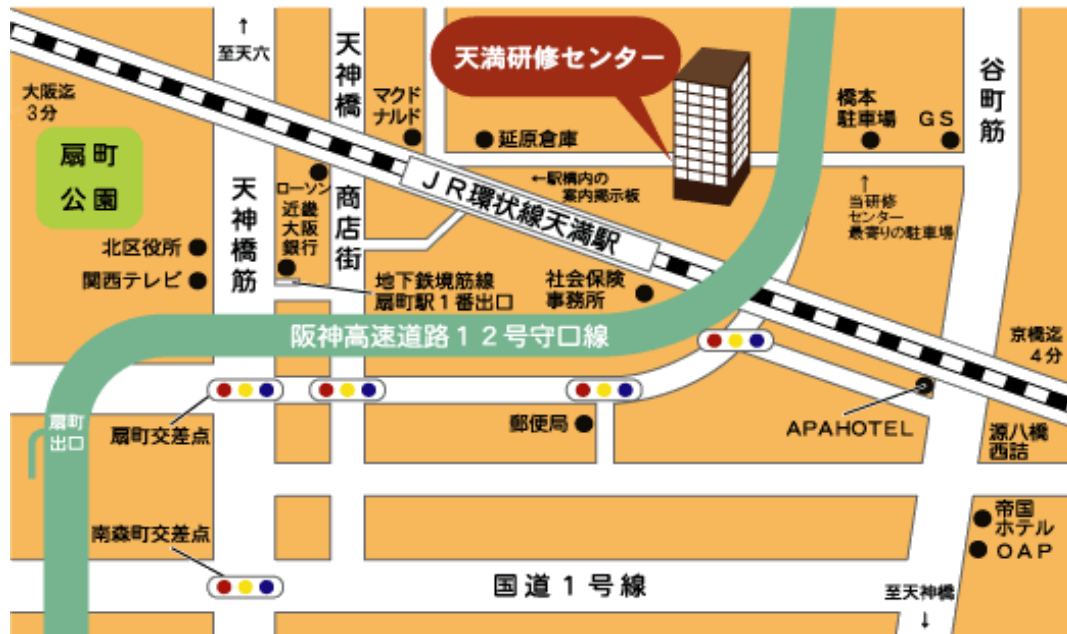 ↑
至天六
天神橋
商店街
天満研修センター
谷町筋
大阪迄
3分
マクド
ナルド
橋本
駐車場
GS
延原倉庫
扇町
公園
JR環状線天満駅
←駅構内の
案内掲示板
↑
当研修
センター
最寄りの駐車場
天神橋筋
ローソン
近畿
大阪
銀行
北区役所
関西テレビ
地下鉄境筋線
扇町駅1番出口
社会保険
事務所
阪神高速道路12号守口線
京橋迄
4分
扇町
出口
扇町交差点
郵便局
APAHOTEL
源八橋
西詰
南森町交差点
帝国
ホテル
OAP
国道1号線
至天神橋
↓